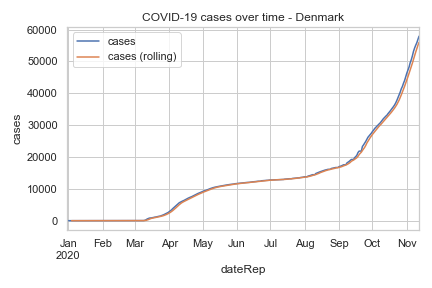 COVID-19 cases over time - Denmark
cases
cases (rolling)
60000
50000
40000
30000
20000
10000
0
cases
Jan Feb Mar Apr May Jun Jul Aug Sep Oct Nov
2020
dateRep